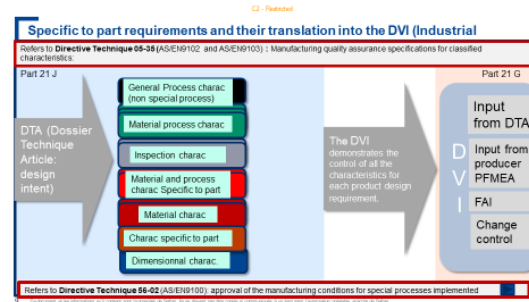 C2 - Restricted
Specific to part requirements and their translation into the DVI (Industrial
Refers to Directive Technique 05-35 (AS/EN9102 and AS/EN9103) : Manufacturing quality assurance specifications for classified
characteristics:
Part 21 J
Part 21 G
DTA (Dossier
Technique
Article:
design
intent)
General Process charac
(non special process)
Material process charac
Inspection charac
Material and process
charac Specific to part
Material charac
Charac specific to part
Dimensionnal charac.
The DVI
demonstrates the
control of all the
characteristics for
each product design
requirement.
D
V
I
Input
from DTA
Input from
producer
PFMEA
FAI
Change
control
Refers to Directive Technique 56-02 (AS/EN9100): approval of the manufacturing conditions for special processes implemented